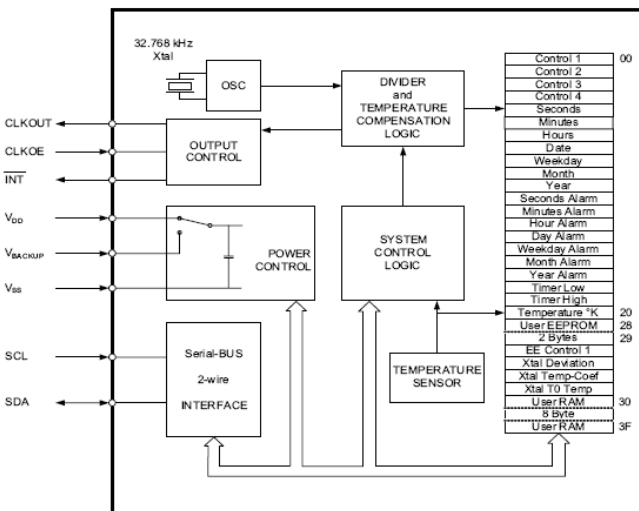 32.768 kHz
Xtal
OSC
DIVIDER
and
TEMPERATURE
COMPENSATION
LOGIC
CLKOUT
CLKOE
INT
OUTPUT
CONTROL
VDD
VBACKUP
VSS
POWER
CONTROL
SYSTEM
CONTROL
LOGIC
SCL
SDA
Serial-BUS
2-wire
INTERFACE
TEMPERATURE
SENSOR
Control 1 00
Control 2
Control 3
Control 4
Seconds
Minutes
Hours
Date
Weekday
Month
Year
Seconds Alarm
Minutes Alarm
Hour Alarm
Day Alarm
Weekday Alarm
Month Alarm
Year Alarm
Timer Low
Timer High
Temperature °K 20
User EEPROM 28
2 Bytes 29
EE Control 1
Xtal Deviation
Xtal Temp-Coef
Xtal T0 Temp
User RAM 30
8 Byte
User RAM 3F